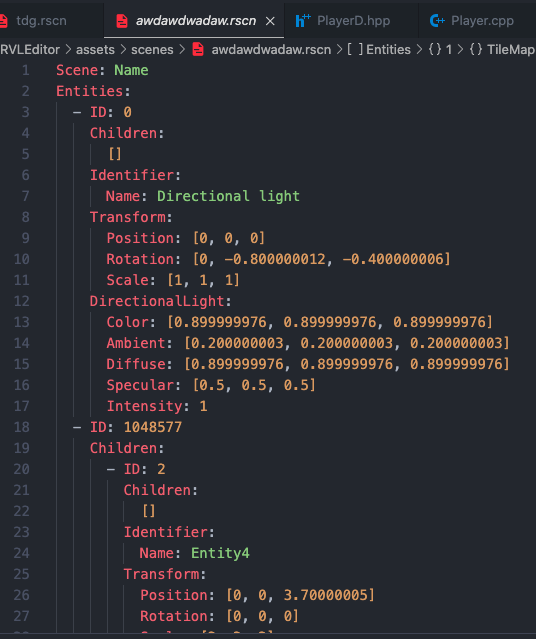 tdg.rscn awdawdwadaw.rscn × PlayerD.hpp Player.cpp
RVLEditor > assets > scenes > awdawdwadaw.rscn > [ ] Entities > {} 1 > {} TileMap
1 Scene: Name
2 Entities:
3 - ID: 0
4 Children:
5 []
6 Identifier:
7 Name: Directional light
8 Transform:
9 Position: [0, 0, 0]
10 Rotation: [0, -0.800000012, -0.400000006]
11 Scale: [1, 1, 1]
12 DirectionalLight:
13 Color: [0.899999976, 0.899999976, 0.899999976]
14 Ambient: [0.200000003, 0.200000003, 0.200000003]
15 Diffuse: [0.899999976, 0.899999976, 0.899999976]
16 Specular: [0.5, 0.5, 0.5]
17 Intensity: 1
18 - ID: 1048577
19 Children:
20 - ID: 2
21 Children:
22 []
23 Identifier:
24 Name: Entity4
25 Transform:
26 Position: [0, 0, 3.70000005]
27 Rotation: [0, 0, 0]